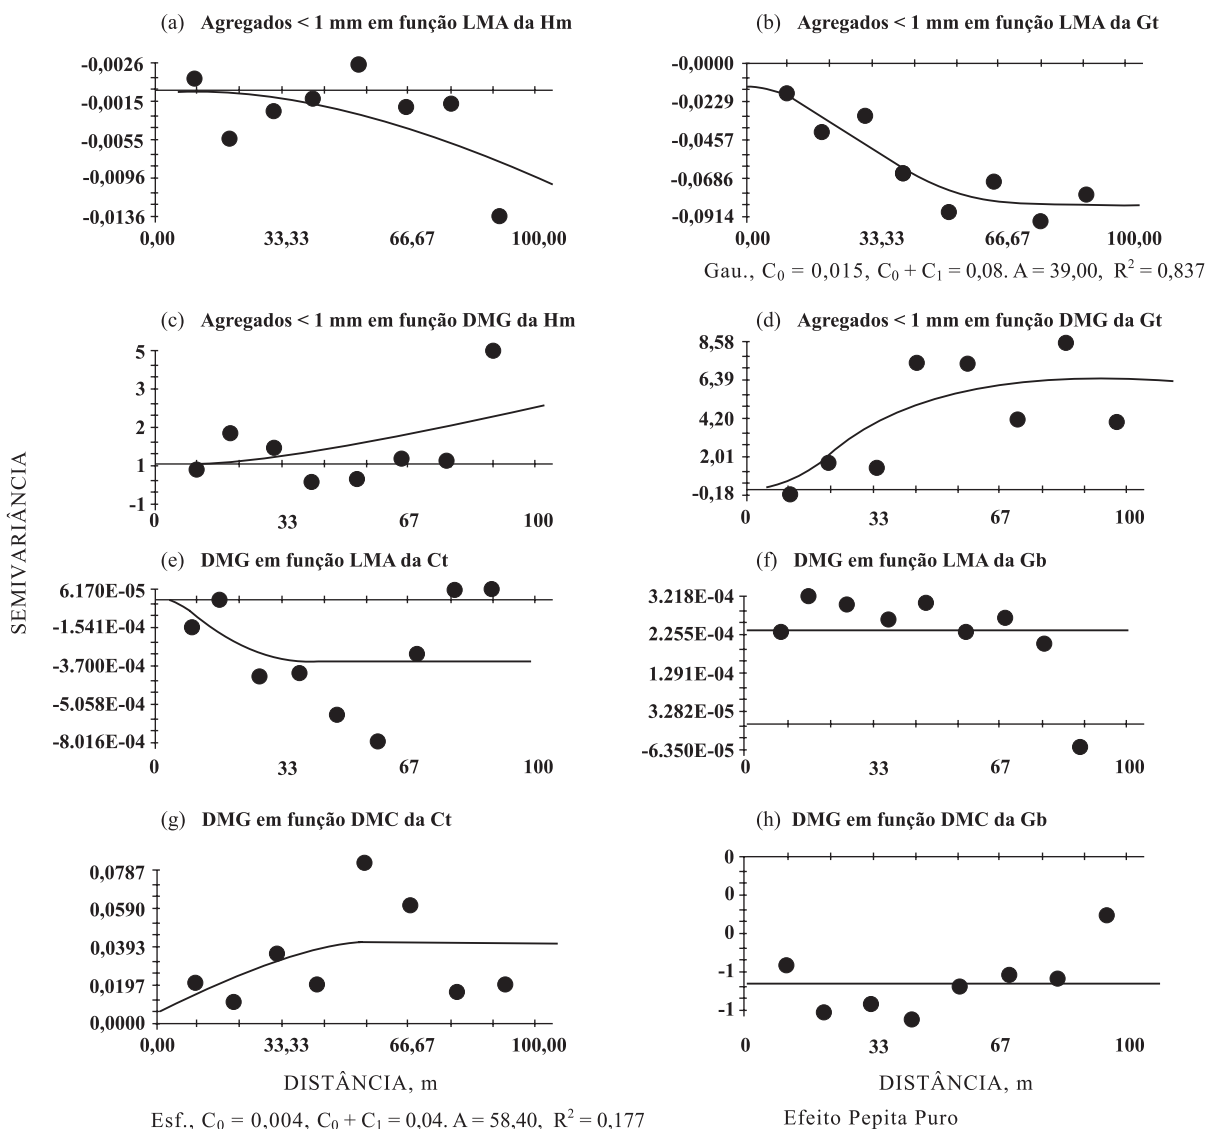 (a) Agregados < 1 mm em função LMA da Hm
-0,0026
-0,0015
-0,0055
-0,0096
-0,0136
0,00 33,33 66,67 100,00
(b) Agregados < 1 mm em função LMA da Gt
-0,0000
-0,0229
-0,0457
-0,0686
-0,0914
0,00 33,33 66,67 100,00
Gau., C0 = 0,015, C0 + C1 = 0,08. A = 39,00, R² = 0,837
(c) Agregados < 1 mm em função DMG da Hm
5
3
2
1
-1
0 33 67 100
(d) Agregados < 1 mm em função DMG da Gt
8,58
6,39
4,20
2,01
-0,18
0 33 67 100
SEMIVARIÂNCIA
(e) DMG em função LMA da Ct
6.170E-05
-1.541E-04
-3.700E-04
-5.058E-04
-8.016E-04
0 33 67 100
(f) DMG em função LMA da Gb
3.218E-04
2.255E-04
1.291E-04
3.282E-05
-6.350E-05
0 33 67 100
(g) DMG em função DMC da Ct
0,0787
0,0590
0,0393
0,0197
0,0000
0,00 33,33 66,67 100,00
DISTÂNCIA, m
Esf., C0 = 0,004, C0 + C1 = 0,04. A = 58,40, R² = 0,177
(h) DMG em função DMC da Gb
0
0
0
-1
-1
0 33 67 100
DISTÂNCIA, m
Efeito Pepita Puro